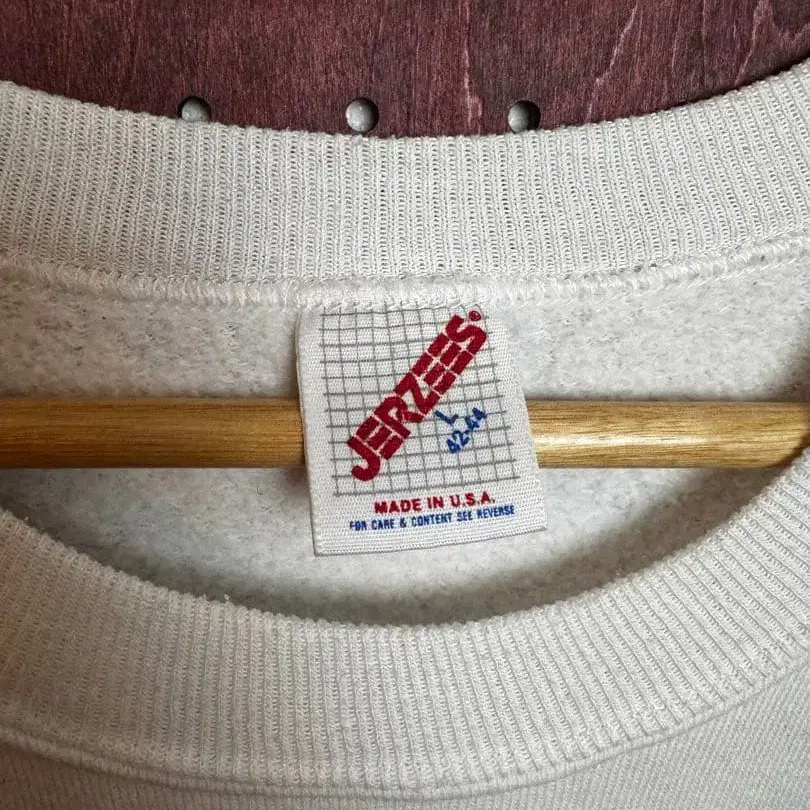 JERZEES®
L
42-44
MADE IN U.S.A.
FOR CARE & CONTENT SEE REVERSE